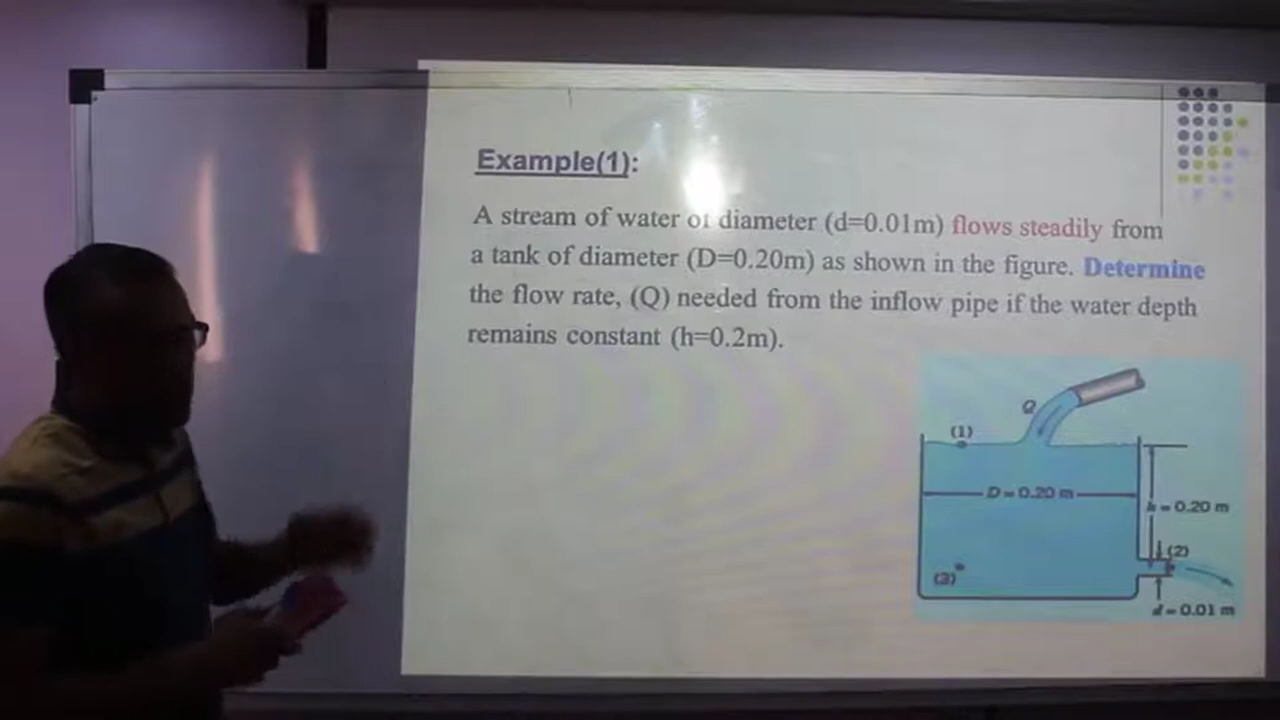 Example(1):
A stream of water of diameter (d=0.01m) flows steadily from
a tank of diameter (D=0.20m) as shown in the figure. Determine
the flow rate, (Q) needed from the inflow pipe if the water depth
remains constant (h=0.2m).
Q
(1)
D=0.20 m
h=0.20 m
(2)
(3)
d=0.01 m